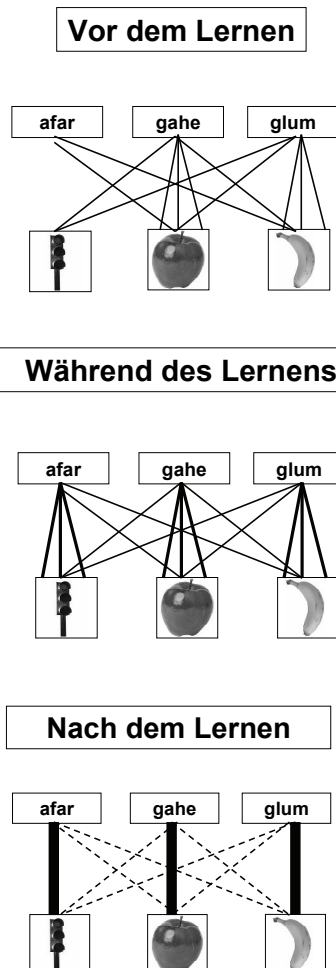 Vor dem Lernen
afar gahe glum
Während des Lernens
afar gahe glum
Nach dem Lernen
afar gahe glum